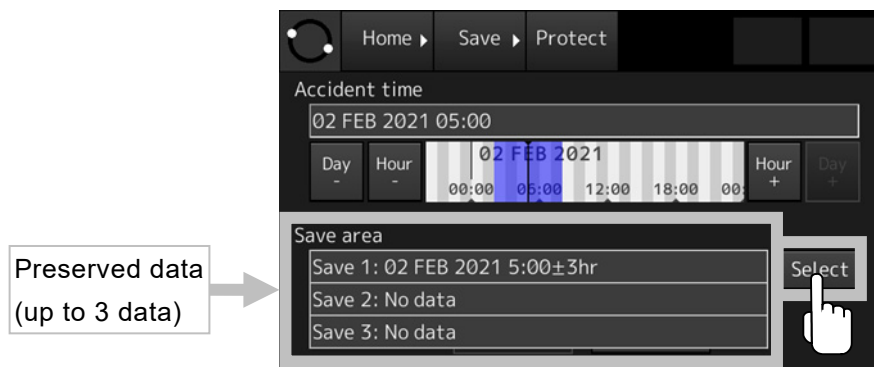 Home Save Protect
Accident time
02 FEB 2021 05:00
Day - Hour - 02 FEB 2021 Hour + Day +
00:00 06:00 12:00 18:00 00:
Save area
Save 1: 02 FEB 2021 5:00±3hr
Select
Save 2: No data
Save 3: No data
Preserved data
(up to 3 data)